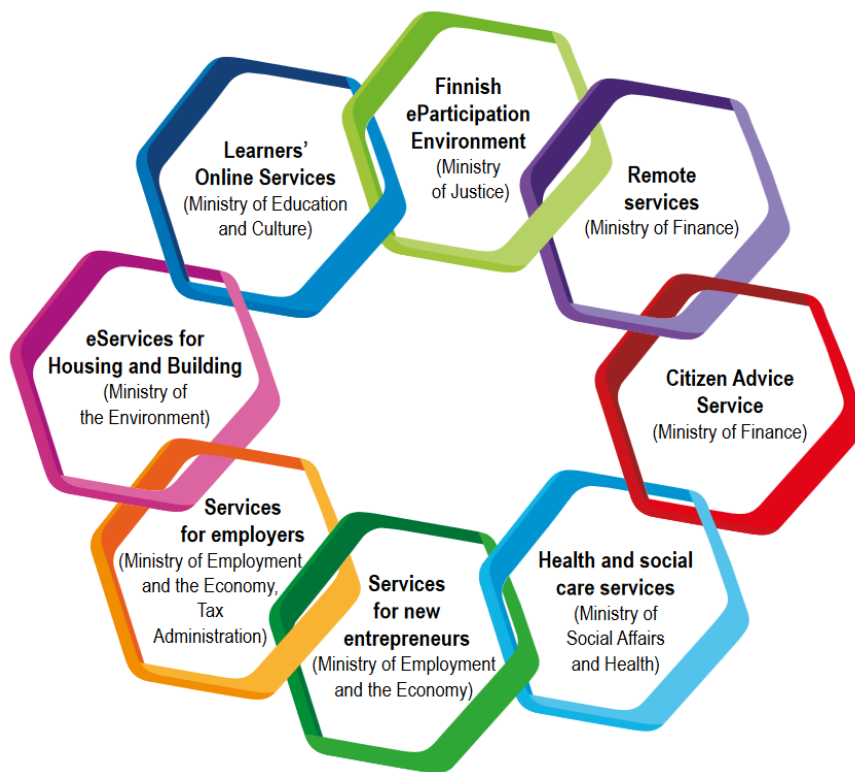 Finnish
eParticipation
Environment
(Ministry
of Justice)
Remote
services
(Ministry of Finance)
Citizen Advice
Service
(Ministry of Finance)
Health and social
care services
(Ministry of
Social Affairs
and Health)
Services
for new
entrepreneurs
(Ministry of Employment
and the Economy)
Services
for employers
(Ministry of Employment
and the Economy,
Tax
Administration)
eServices for
Housing and Building
(Ministry of
the Environment)
Learners'
Online Services
(Ministry of Education
and Culture)